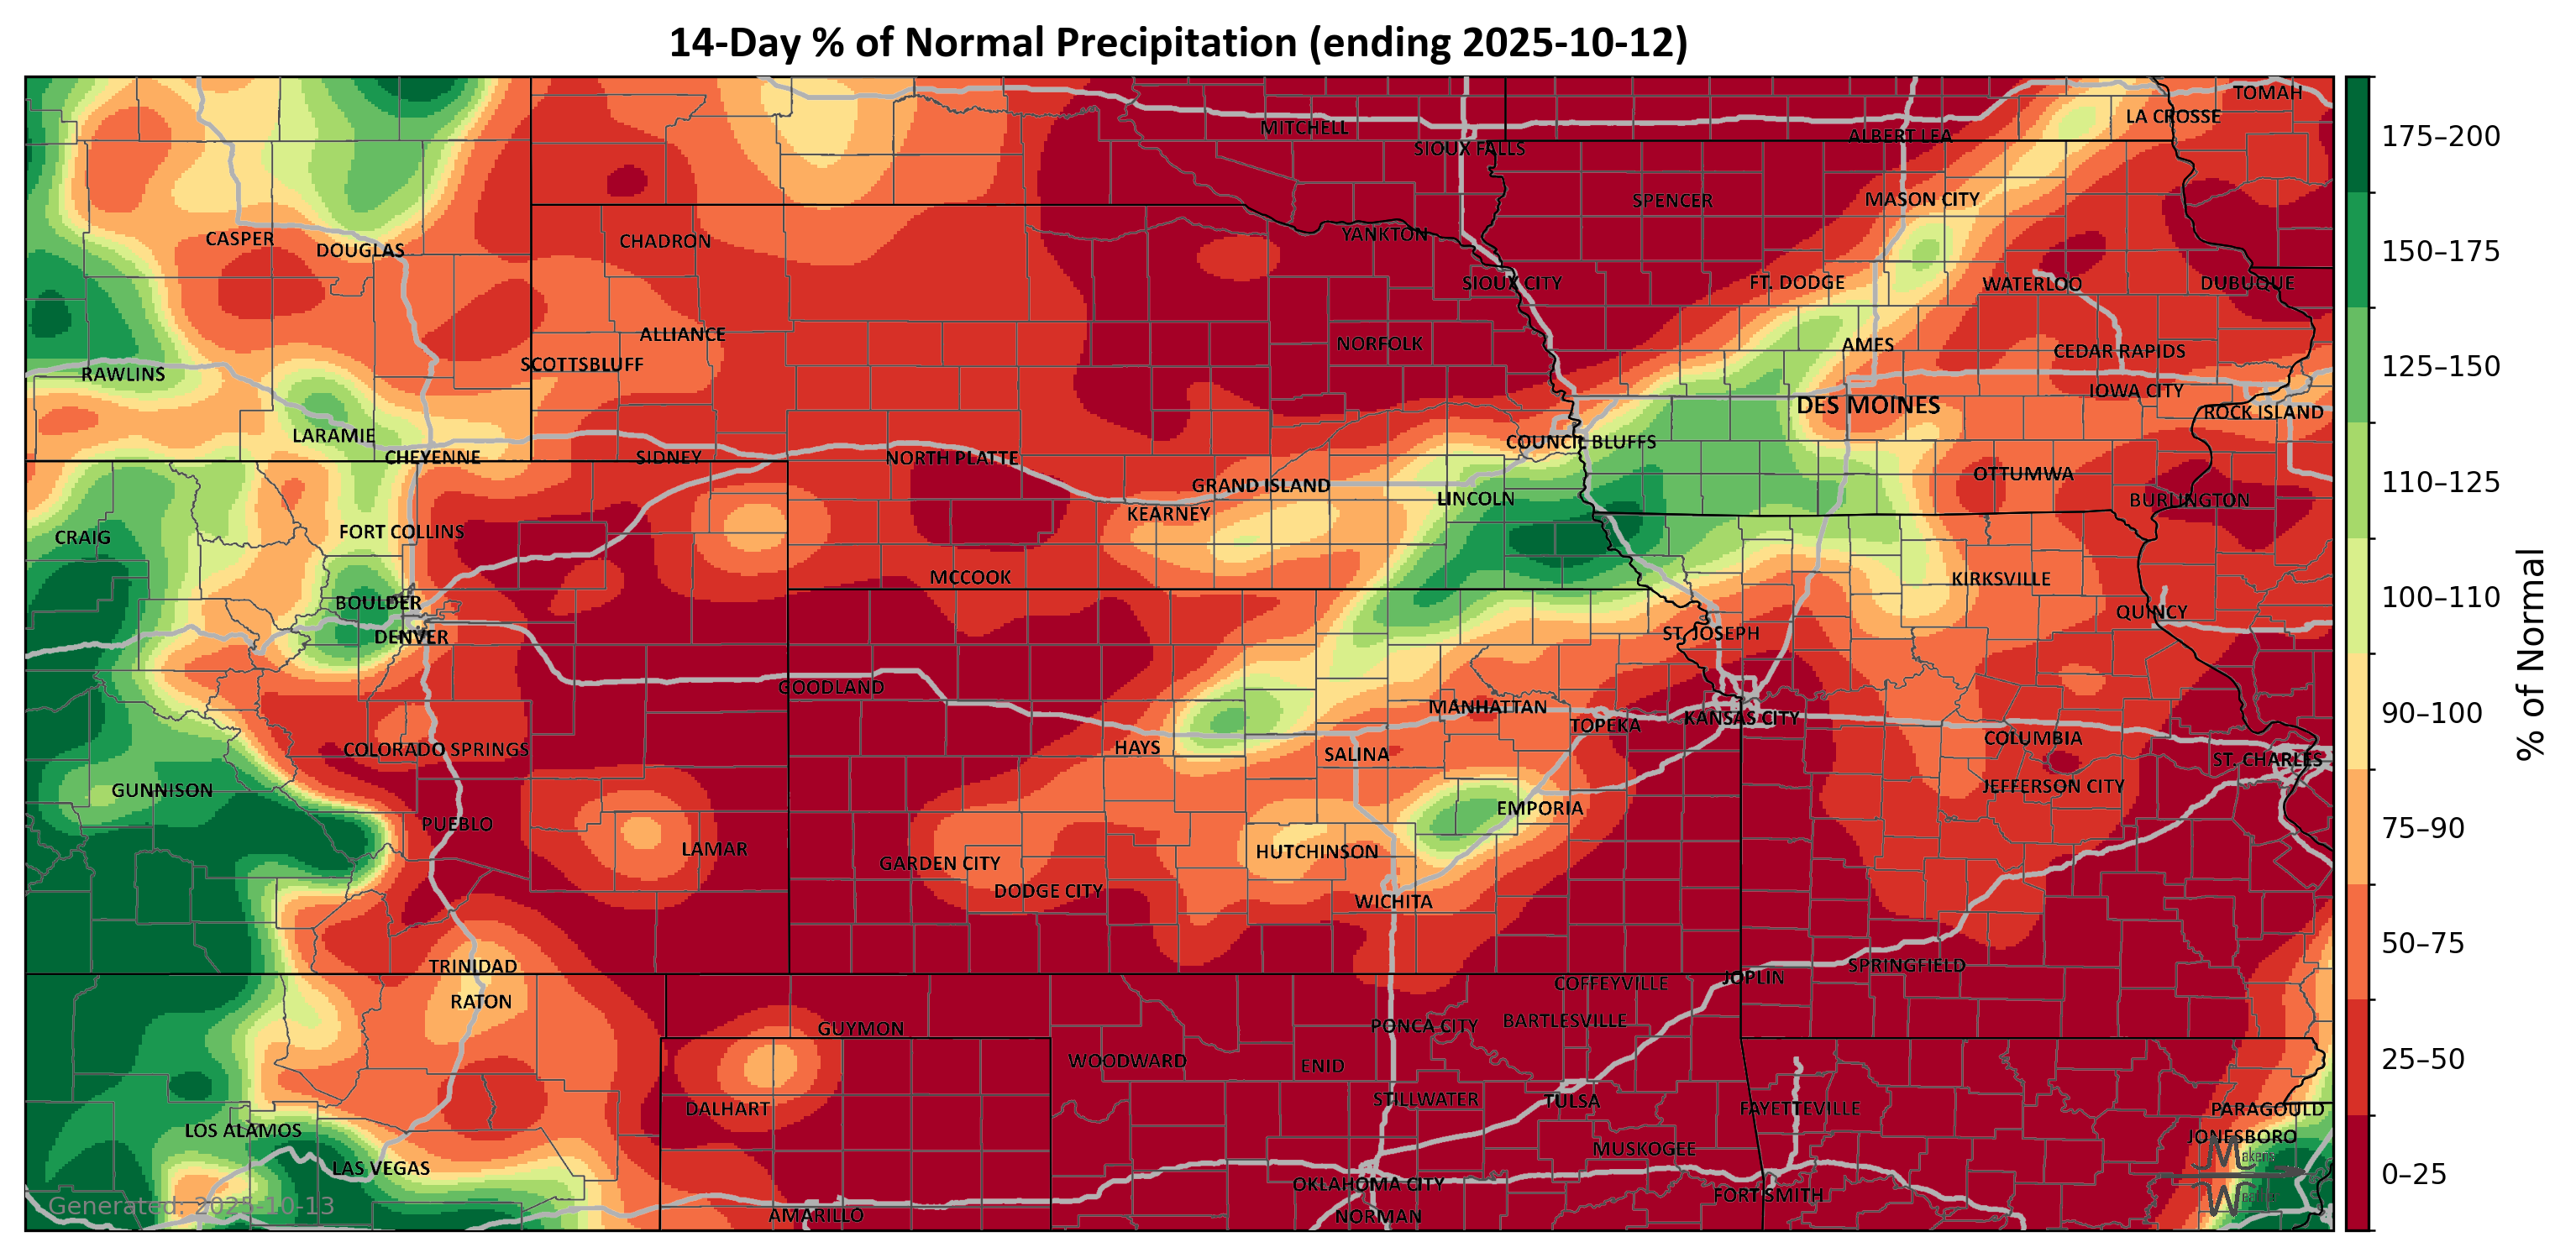 14-Day % of Normal Precipitation (ending 2025-10-12)
TOMAH
LA CROSSE
MITCHELL
ALBERT LEA
SIOUX FALLS
SPENCER
MASON CITY
YANKTON
CASPER
DOUGLAS
CHADRON
SIOUX CITY
FT. DODGE
WATERLOO
DUBUQUE
ALLIANCE
NORFOLK
AMES
CEDAR RAPIDS
SCOTTSBLUFF
RAWLINS
IOWA CITY
DES MOINES
ROCK ISLAND
LARAMIE
COUNCIL BLUFFS
CHEYENNE
SIDNEY
NORTH PLATTE
OTTUMWA
GRAND ISLAND
LINCOLN
BURLINGTON
KEARNEY
FORT COLLINS
CRAIG
MCCOOK
KIRKSVILLE
BOULDER
QUINCY
DENVER
ST. JOSEPH
GOODLAND
MANHATTAN
TOPEKA
KANSAS CITY
COLUMBIA
COLORADO SPRINGS
HAYS
SALINA
ST. CHARLES
GUNNISON
JEFFERSON CITY
EMPORIA
PUEBLO
LAMAR
HUTCHINSON
GARDEN CITY
DODGE CITY
WICHITA
TRINIDAD
SPRINGFIELD
JOPLIN
COFFEYVILLE
RATON
BARTLESVILLE
PONCA CITY
GUYMON
WOODWARD
ENID
STILLWATER
TULSA
DALHART
FAYETTEVILLE
PARAGOULD
LOS ALAMOS
JONESBORO
MUSKOGEE
LAS VEGAS
OKLAHOMA CITY
FORT SMITH
AMARILLO
NORMAN
Generated: 2025-10-13
175–200
150–175
125–150
110–125
100–110
90–100
75–90
50–75
25–50
0–25
% of Normal